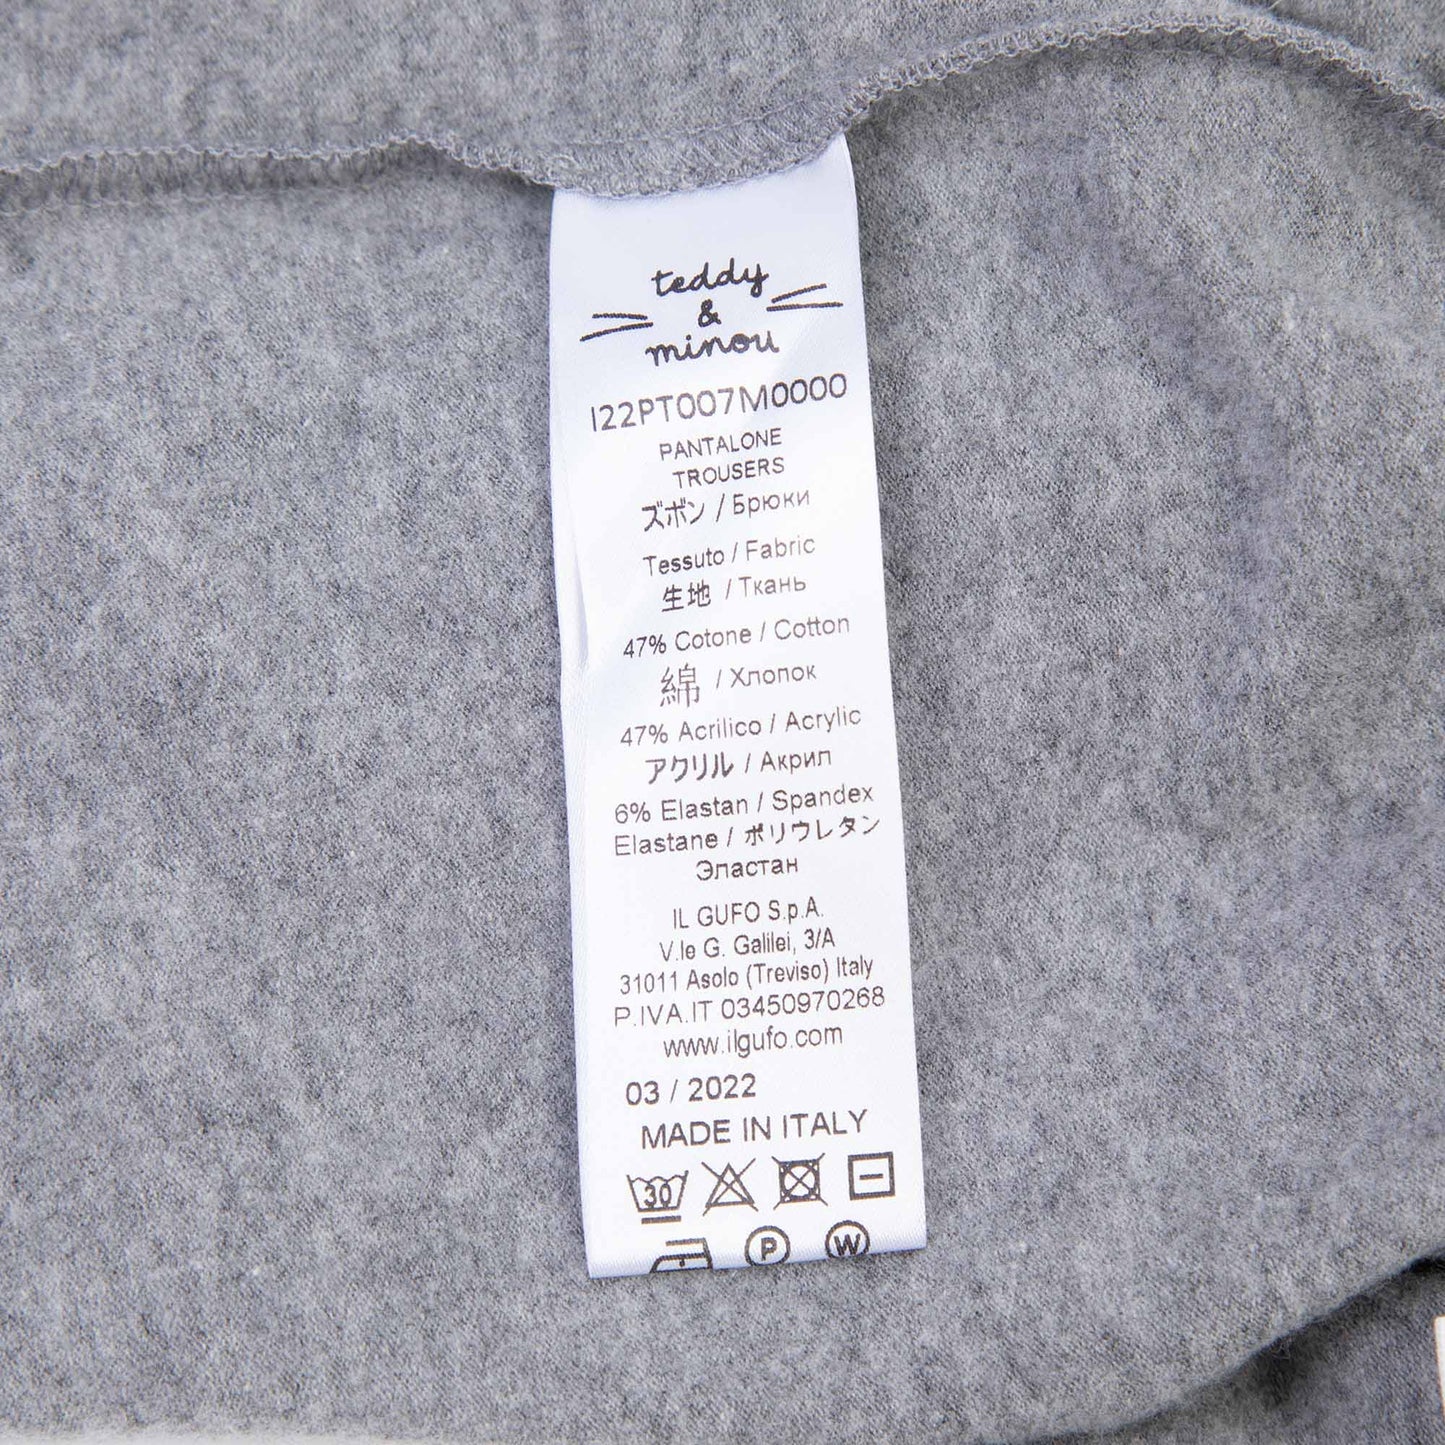 teddy
&
minou
I22PT007M0000
PANTALONE
TROUSERS
ズボン / Брюки
Tessuto / Fabric
生地 / Ткань
47% Cotone / Cotton
綿 / Хлопок
47% Acrilico / Acrylic
アクリル / Акрил
6% Elastan / Spandex
Elastane / ポリウレタン
Эластан
IL GUFO S.p.A.
V.le G. Galilei, 3/A
31011 Asolo (Treviso) Italy
P.IVA.IT 03450970268
www.ilgufo.com
03 / 2022
MADE IN ITALY
30
P W